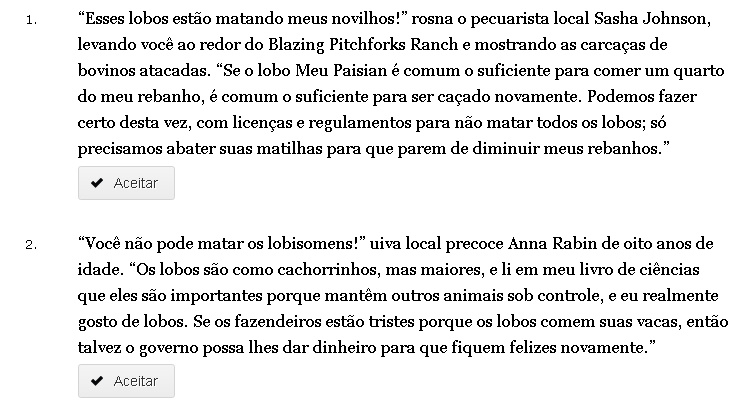 1. “Esses lobos estão matando meus novilhos!” rosna o pecuarista local Sasha Johnson,
levando você ao redor do Blazing Pitchforks Ranch e mostrando as carcaças de
bovinos atacadas. “Se o lobo Meu Paisian é comum o suficiente para comer um quarto
do meu rebanho, é comum o suficiente para ser caçado novamente. Podemos fazer
certo desta vez, com licenças e regulamentos para não matar todos os lobos; só
precisamos abater suas matilhas para que parem de diminuir meus rebanhos.”
Aceitar
2. “Você não pode matar os lobisomens!” uiva local precoce Anna Rabin de oito anos de
idade. “Os lobos são como cachorrinhos, mas maiores, e li em meu livro de ciências
que eles são importantes porque mantêm outros animais sob controle, e eu realmente
gosto de lobos. Se os fazendeiros estão tristes porque os lobos comem suas vacas, então
talvez o governo possa lhes dar dinheiro para que fiquem felizes novamente.”
Aceitar